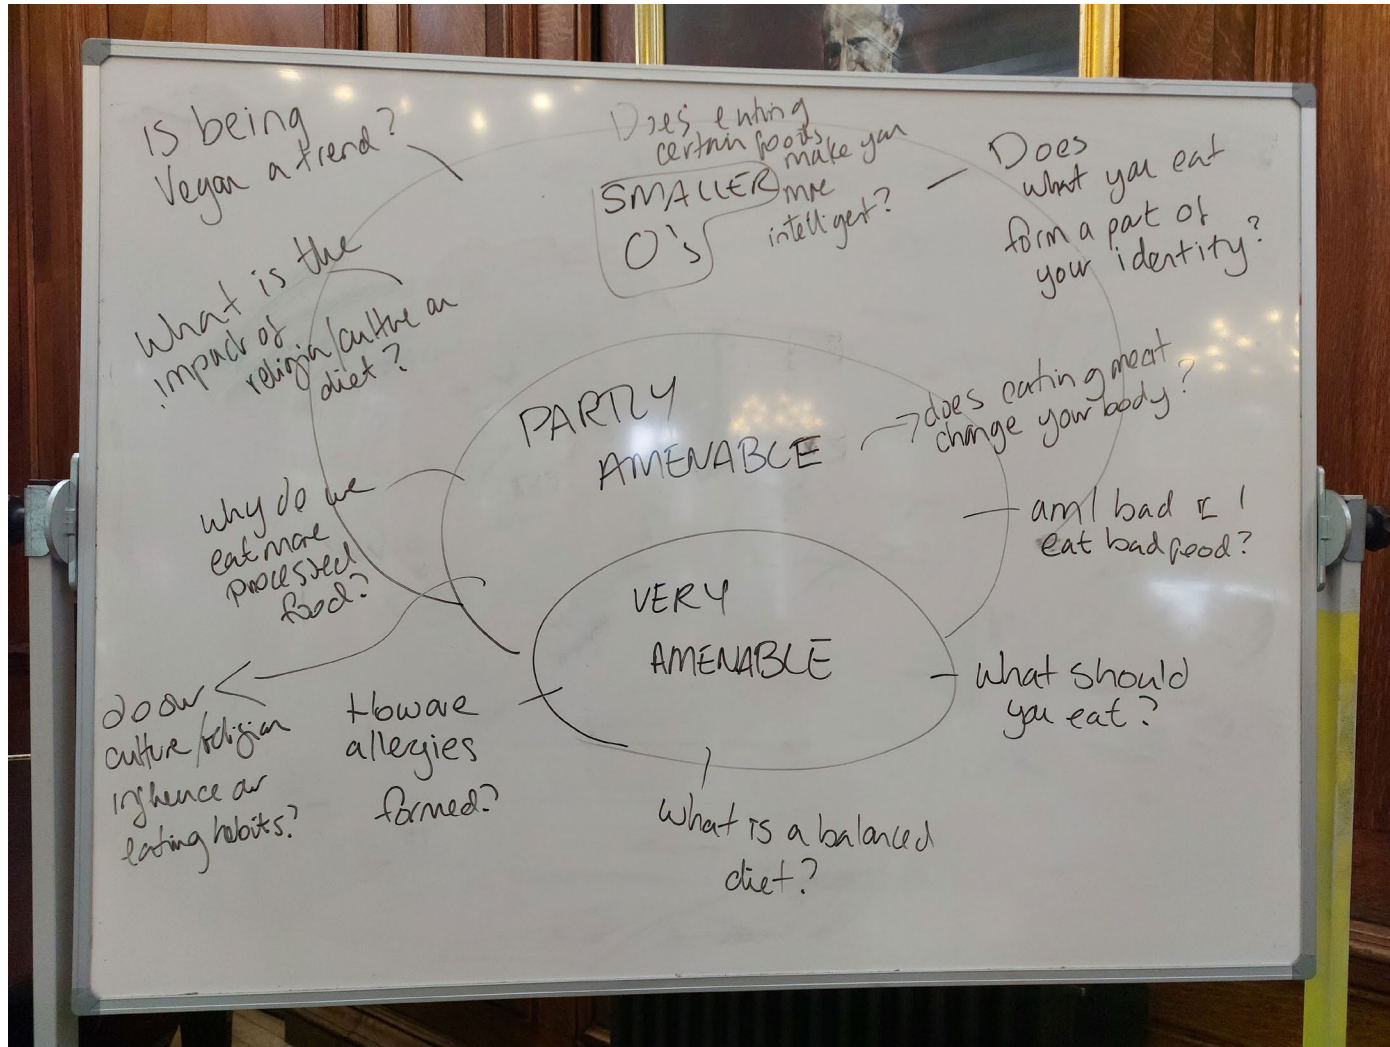 Is being
Vegan a trend?
Does eating
certain foods
make you
more
intelligent?
SMALLER
O's
Does
what you eat
form a part of
your identity?
What is the
impact of
religion/culture on
diet?
PARTLY
AMENABLE
does eating meat
change your body?
why do we
eat more
processed
food?
am I bad if I
eat bad food?
VERY
AMENABLE
do our
culture/religion
influence our
eating habits?
How are
allergies
formed?
What should
you eat?
What is a balanced
diet?